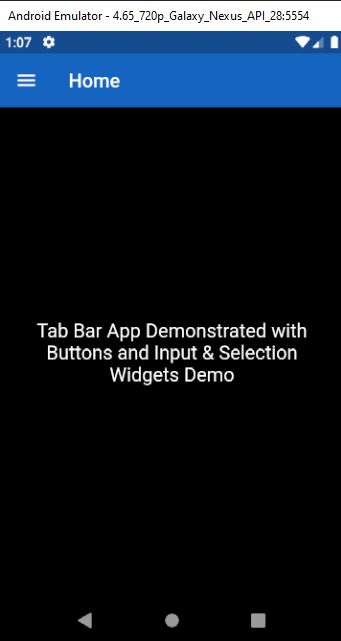 Android Emulator - 4.65_720p_Galaxy_Nexus_API_28:5554
1:07
Home
Tab Bar App Demonstrated with
Buttons and Input & Selection
Widgets Demo